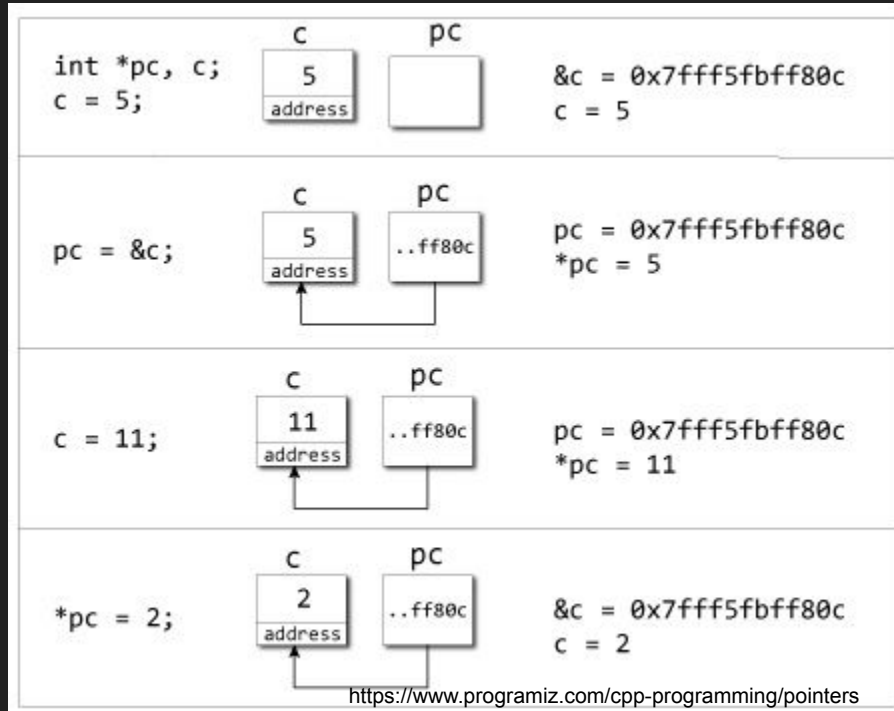 c pc
int *pc, c;
c = 5;
5
address
&c = 0x7fff5fbff80c
c = 5
c pc
pc = &c;
5
address
..ff80c
pc = 0x7fff5fbff80c
*pc = 5
c pc
c = 11;
11
address
..ff80c
pc = 0x7fff5fbff80c
*pc = 11
c pc
*pc = 2;
2
address
..ff80c
&c = 0x7fff5fbff80c
c = 2
https://www.programiz.com/cpp-programming/pointers